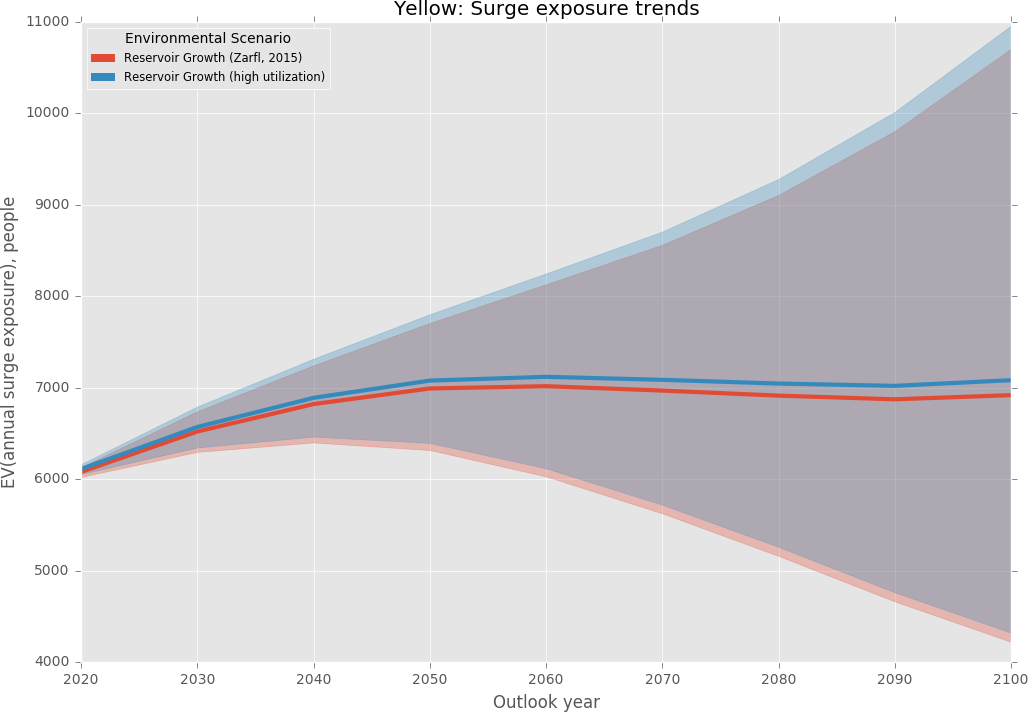 Yellow: Surge exposure trends
11000
10000
9000
8000
7000
6000
5000
4000
EV(annual surge exposure), people
Environmental Scenario
Reservoir Growth (Zarfl, 2015)
Reservoir Growth (high utilization)
2020 2030 2040 2050 2060 2070 2080 2090 2100
Outlook year